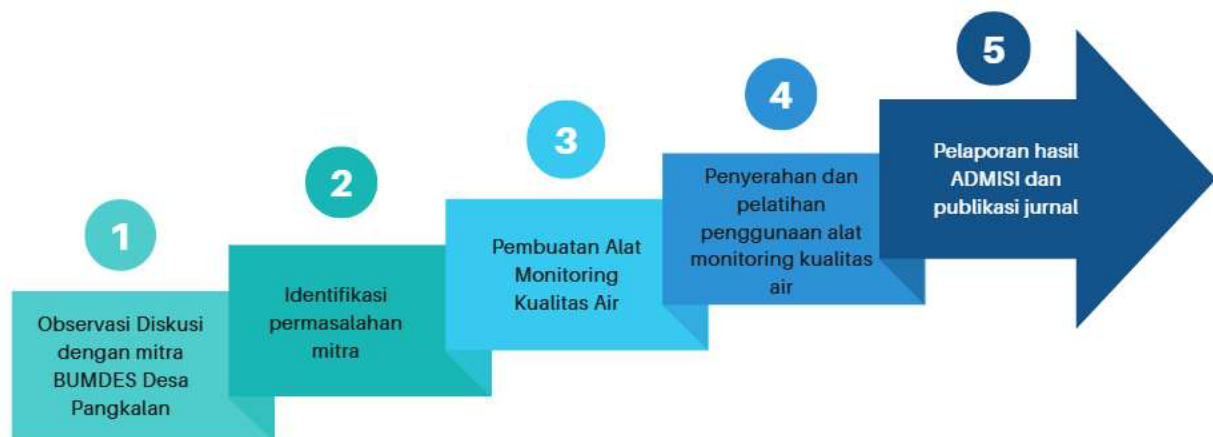 1
Observasi Diskusi
dengan mitra
BUMDES Desa
Pangkalan
2
Identifikasi
permasalahan
mitra
3
Pembuatan Alat
Monitoring
Kualitas Air
4
Penyerahan dan
pelatihan
penggunaan alat
monitoring kualitas
air
5
Pelaporan hasil
ADMISI dan
publikasi jurnal